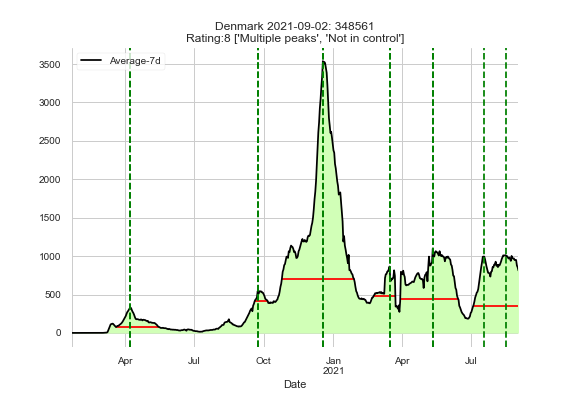 Denmark 2021-09-02: 348561
Rating:8 ['Multiple peaks', 'Not in control']
Average-7d
3500
3000
2500
2000
1500
1000
500
0
Apr Jul Oct Jan Apr Jul
2021
Date